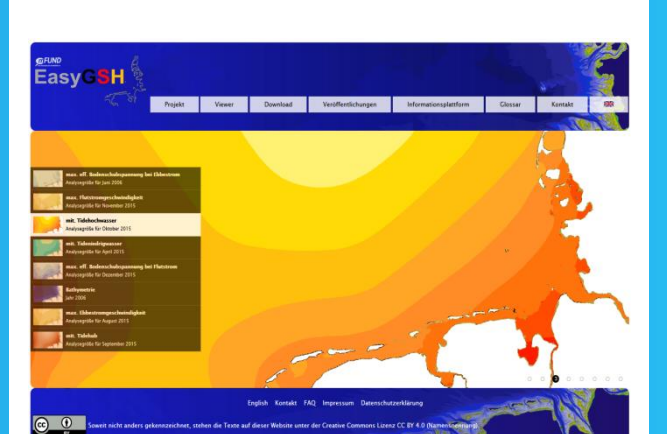 @FUND
EasyGSH
Projekt Viewer Download Veröffentlichungen Informationsplattform Glossar Kontakt
max. eff. Bodenschubspannung bei Ebbestrom
Analysegröße für Juni 2006
max. Flutstromgeschwindigkeit
Analysegröße für November 2015
mit. Tidehochwasser
Analysegröße für Oktober 2015
mit. Tideniedrigwasser
Analysegröße für April 2015
max. eff. Bodenschubspannung bei Flutstrom
Analysegröße für Dezember 2015
Bathymetrie
Jahr 2006
max. Ebbestromgeschwindigkeit
Analysegröße für August 2015
mit. Tidehub
Analysegröße für September 2015
3
English Kontakt FAQ Impressum Datenschutzerklärung
cc BY
Soweit nicht anders gekennzeichnet, stehen die Texte auf dieser Website unter der Creative Commons Lizenz CC BY 4.0 (Namensnennung)